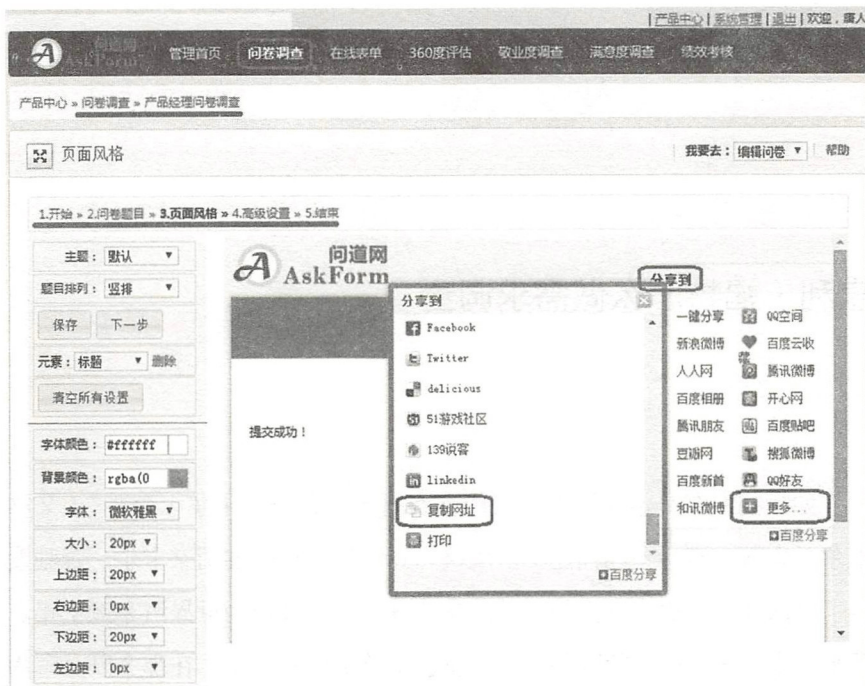 | 产品中心 | 系统管理 | 退出 | 欢迎，唐人
问道网
AskForm
管理首页 问卷调查 在线表单 360度评估 敬业度调查 满意度调查 绩效考核
产品中心 » 问卷调查 » 产品经理问卷调查
页面风格
我要去：编辑问卷 ▼ 帮助
1.开始 » 2.问卷题目 » 3.页面风格 » 4.高级设置 » 5.结束
主题：默认 ▼
题目排列：竖排 ▼
保存 下一步
元素：标题 ▼ 删除
清空所有设置
字体颜色：#ffffff
背景颜色：rgba(0
字体：微软雅黑 ▼
大小：20px ▼
上边距：20px ▼
右边距：0px ▼
下边距：20px ▼
左边距：0px ▼
问道网
AskForm
提交成功！
分享到
Facebook
Twitter
delicious
51游戏社区
139说客
linkedin
复制网址
打印
百度分享
分享到
一键分享 QQ空间
新浪微博 百度云收藏
人人网 腾讯微博
百度相册 开心网
腾讯朋友 百度贴吧
豆瓣网 搜狐微博
百度新首 QQ好友
和讯微博 更多...
百度分享